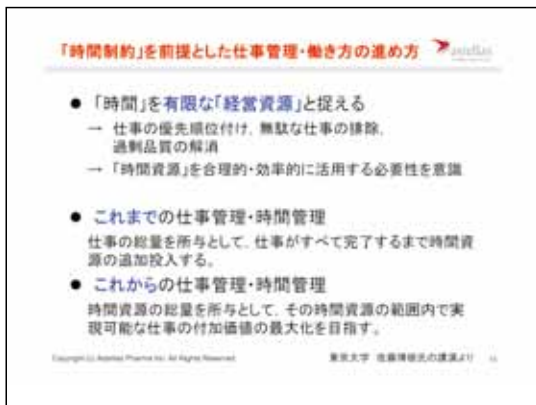 「時間制約」を前提とした仕事管理・働き方の進め方
astellas
● 「時間」を有限な「経営資源」と捉える
→ 仕事の優先順位付け, 無駄な仕事の排除,
過剰品質の解消
→ 「時間資源」を合理的・効率的に活用する必要性を意識
● これまでの仕事管理・時間管理
仕事の総量を所与として, 仕事がすべて完了するまで時間資
源の追加投入する。
● これからの仕事管理・時間管理
時間資源の総量を所与として, その時間資源の範囲内で実
現可能な仕事の付加価値の最大化を目指す。
Copyright (c) Astellas Pharma Inc. All Rights Reserved
東京大学 佐藤博樹氏の講演より